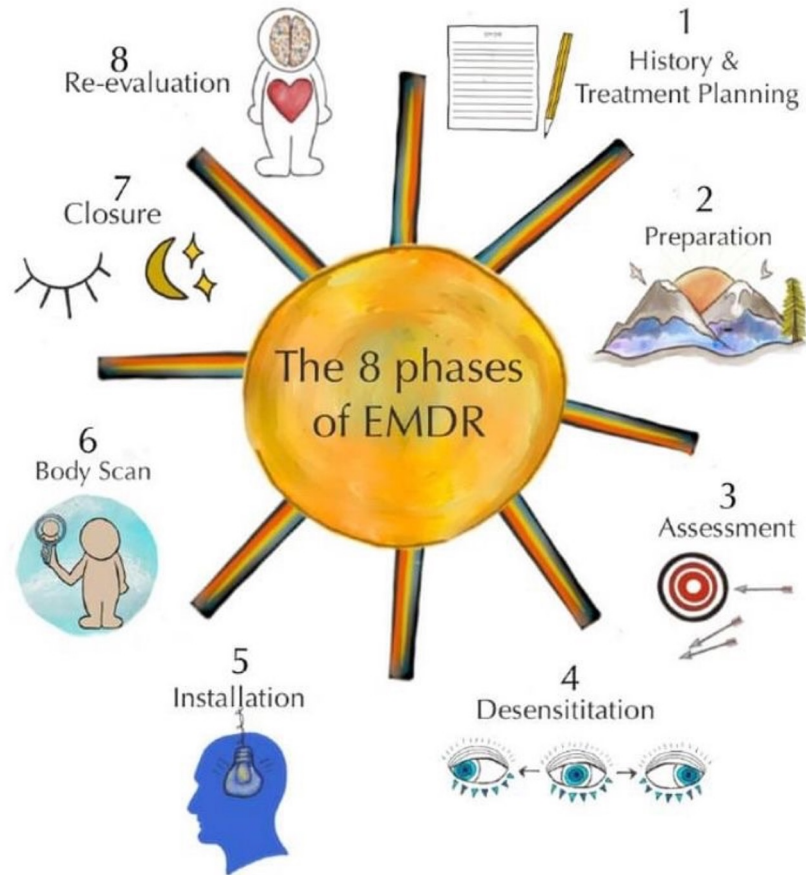 The 8 phases
of EMDR
1
History &
Treatment Planning
2
Preparation
3
Assessment
4
Desensititation
5
Installation
6
Body Scan
7
Closure
8
Re-evaluation